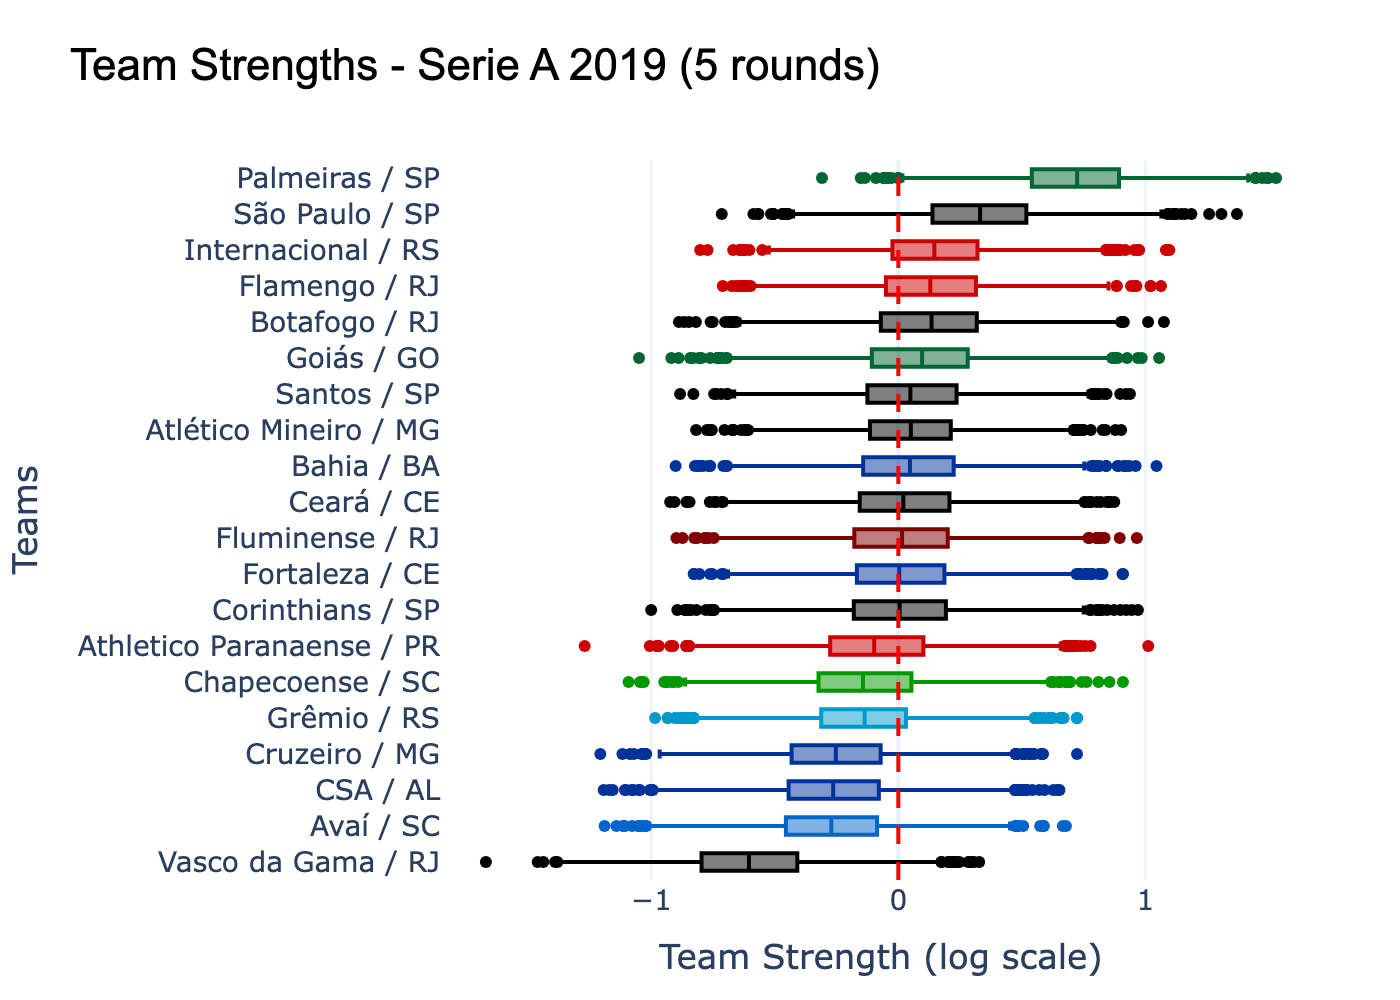 Team Strengths - Serie A 2019 (5 rounds)
Teams
Palmeiras / SP
São Paulo / SP
Internacional / RS
Flamengo / RJ
Botafogo / RJ
Goiás / GO
Santos / SP
Atlético Mineiro / MG
Bahia / BA
Ceará / CE
Fluminense / RJ
Fortaleza / CE
Corinthians / SP
Athletico Paranaense / PR
Chapecoense / SC
Grêmio / RS
Cruzeiro / MG
CSA / AL
Avaí / SC
Vasco da Gama / RJ
−1 0 1
Team Strength (log scale)